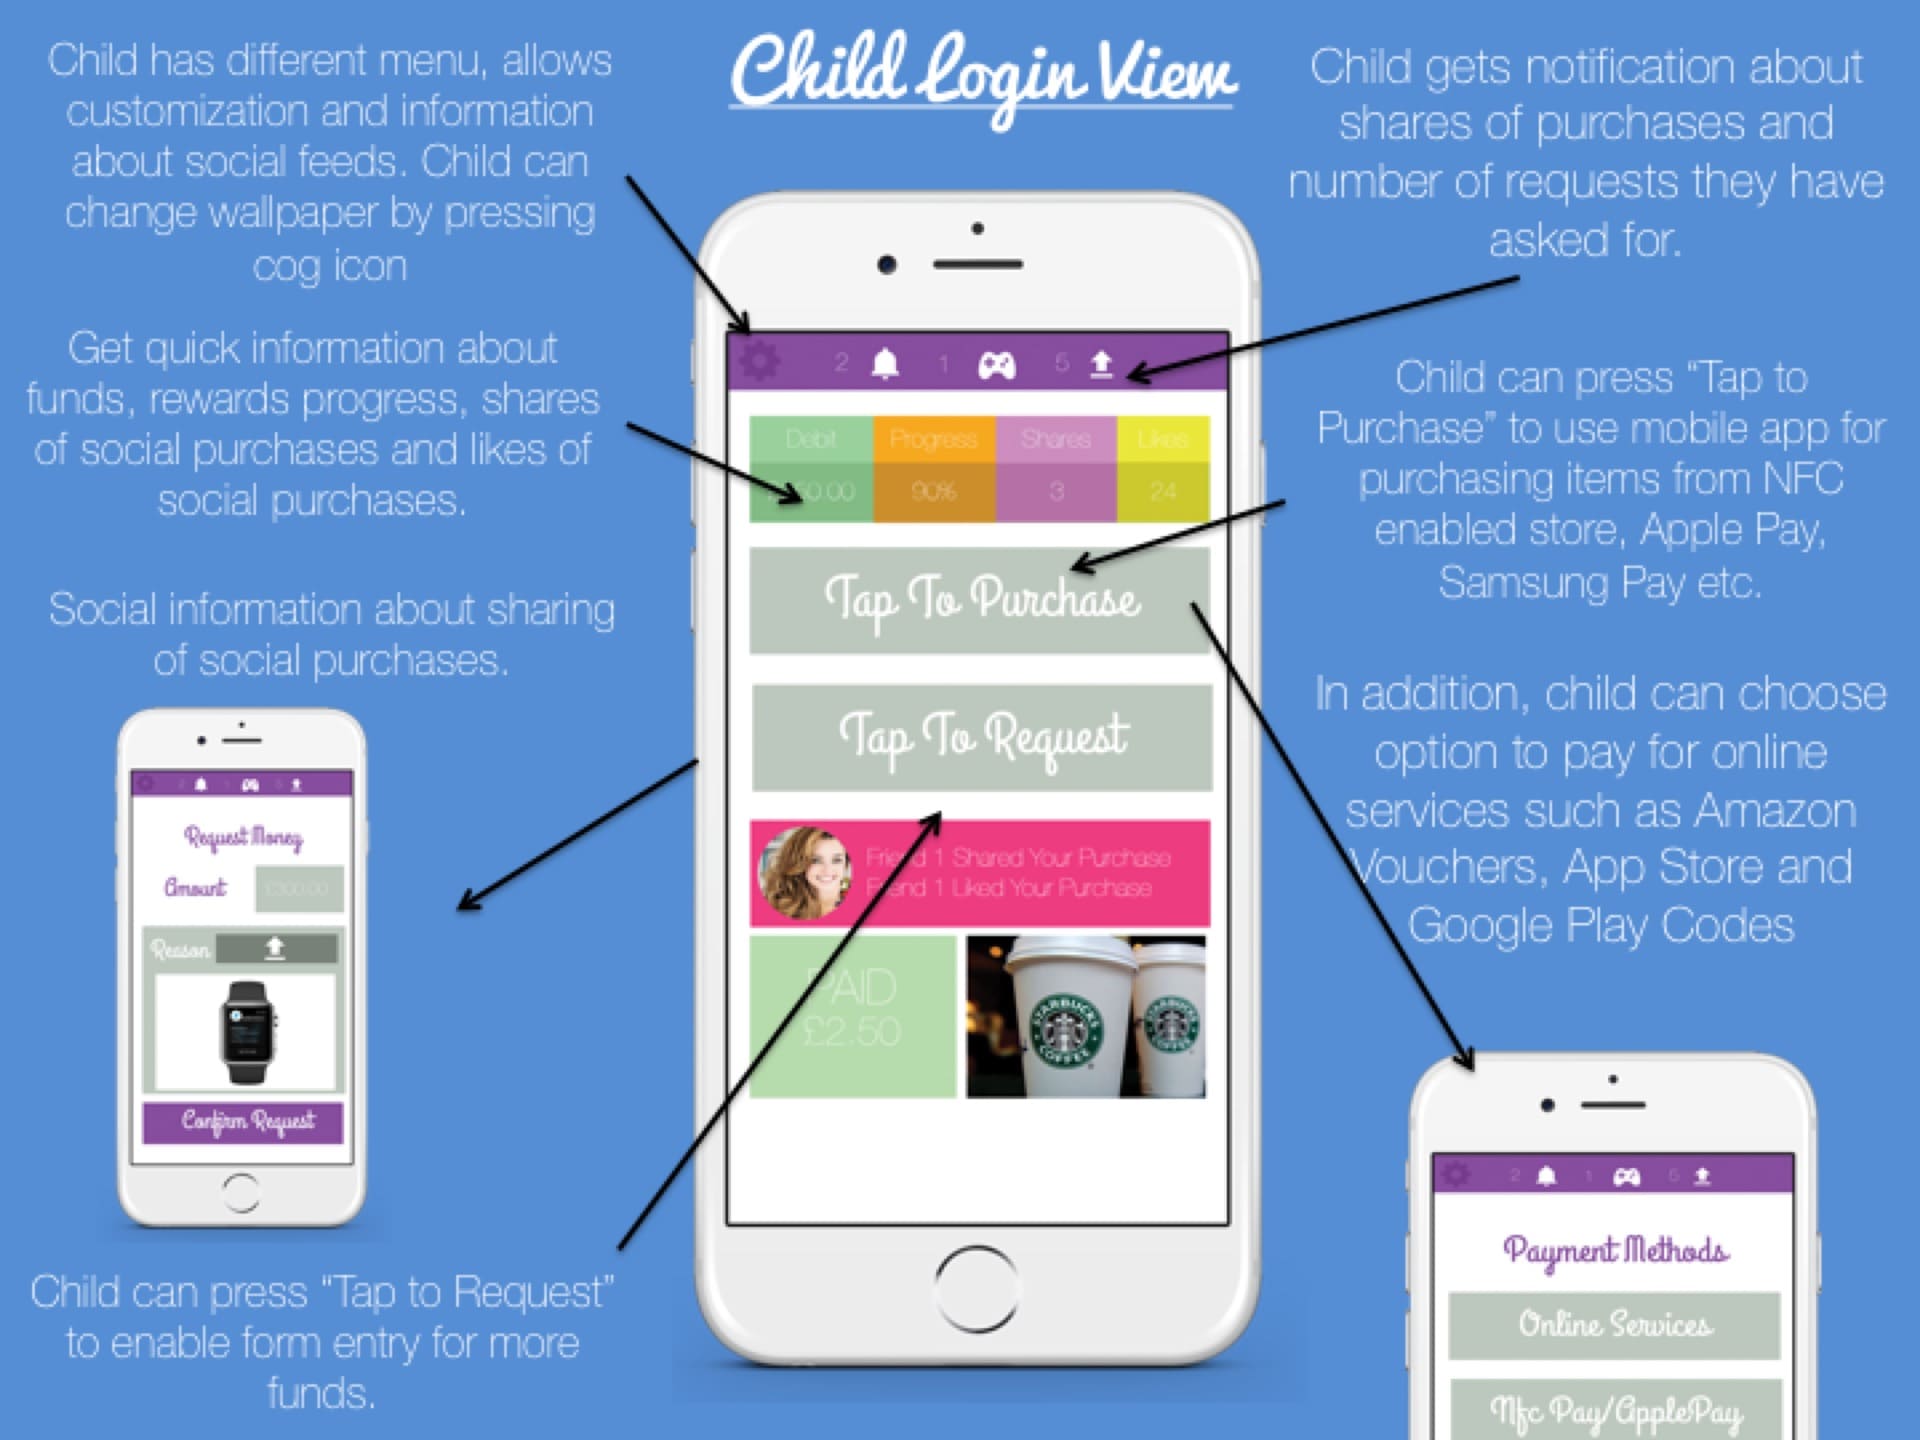 Child Login View
Child has different menu, allows
customization and information
about social feeds. Child can
change wallpaper by pressing
cog icon
Get quick information about
funds, rewards progress, shares
of social purchases and likes of
social purchases.
Social information about sharing
of social purchases.
Request Money
Amount
Reason
Confirm Request
Child can press “Tap to Request”
to enable form entry for more
funds.
2 1 5
Debit Progress Shares Likes
90% 3 24
Tap To Purchase
Tap To Request
Friend 1 Shared Your Purchase
Friend 1 Liked Your Purchase
PAID
£2.50
STARBUCKS
COFFEE
STARBUCKS
COFFEE
Child gets notification about
shares of purchases and
number of requests they have
asked for.
Child can press “Tap to
Purchase” to use mobile app for
purchasing items from NFC
enabled store, Apple Pay,
Samsung Pay etc.
In addition, child can choose
option to pay for online
services such as Amazon
Vouchers, App Store and
Google Play Codes
2 1 5
Payment Methods
Online Services
Nfc Pay/ApplePay